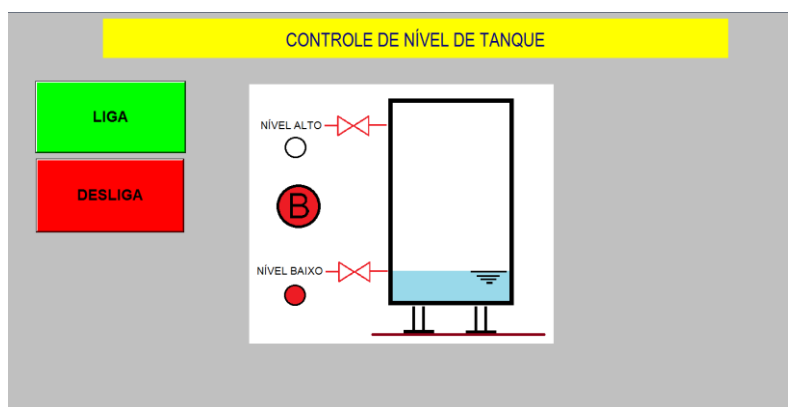 CONTROLE DE NÍVEL DE TANQUE
LIGA
DESLIGA
NÍVEL ALTO
B
NÍVEL BAIXO